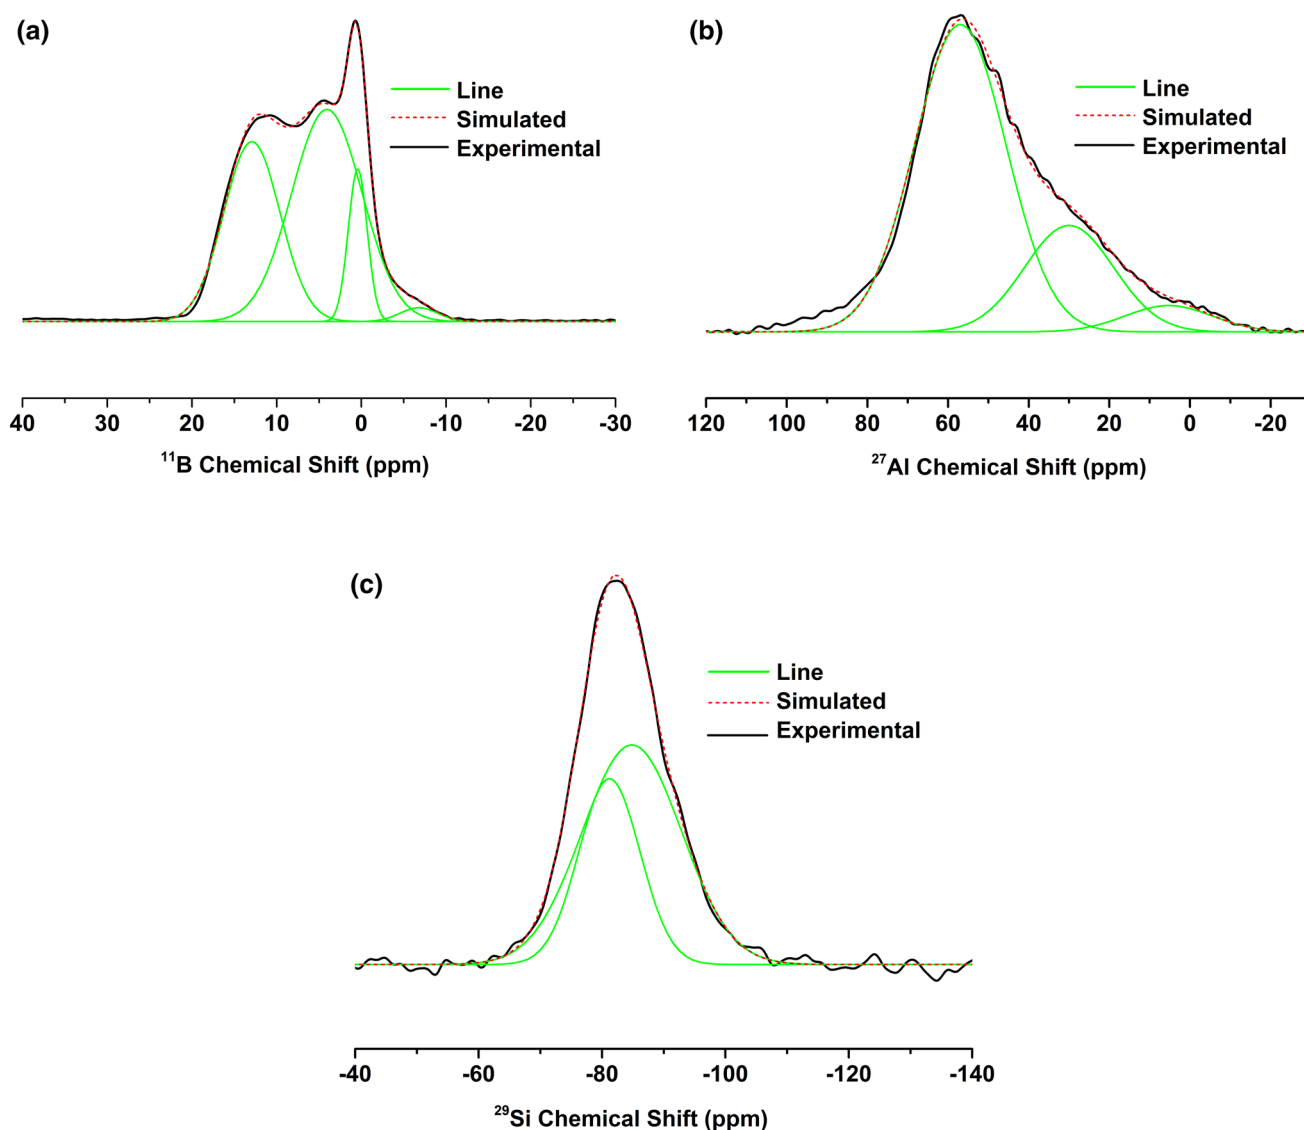 (a)
Line
Simulated
Experimental
40 30 20 10 0 -10 -20 -30
¹¹B Chemical Shift (ppm)
(b)
Line
Simulated
Experimental
120 100 80 60 40 20 0 -20
²⁷Al Chemical Shift (ppm)
(c)
Line
Simulated
Experimental
-40 -60 -80 -100 -120 -140
²⁹Si Chemical Shift (ppm)